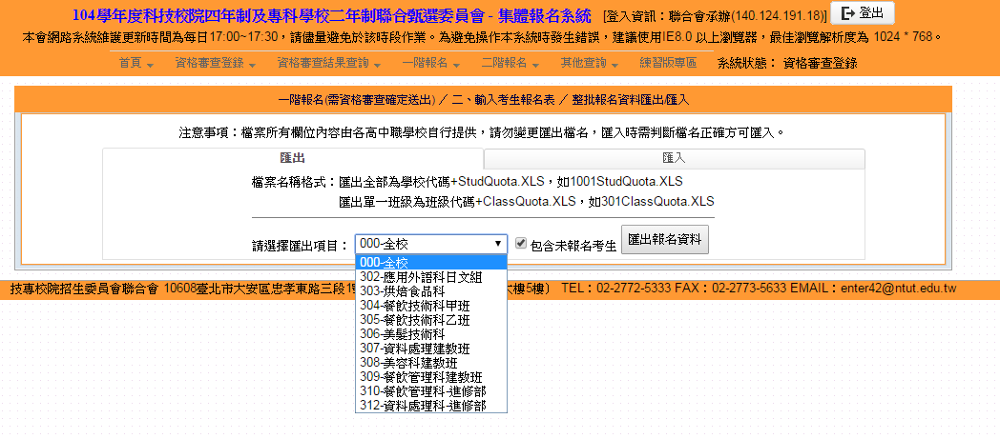 104學年度科技校院四年制及專科學校二年制聯合甄選委員會 - 集體報名系統 [登入資訊：聯合會承辦(140.124.191.18)] 登出
本會網路系統維護更新時間為每日17:00~17:30，請儘量避免於該時段作業。為避免操作本系統時發生錯誤，建議使用IE8.0 以上瀏覽器，最佳瀏覽解析度為 1024 * 768。
首頁 資格審查登錄 資格審查結果查詢 一階報名 二階報名 其他查詢 練習版專區 系統狀態： 資格審查登錄
一階報名(需資格審查確定送出) ／ 二、輸入考生報名表 ／ 整批報名資料匯出/匯入
注意事項：檔案所有欄位內容由各高中職學校自行提供，請勿變更匯出檔名，匯入時需判斷檔名正確方可匯入。
匯出 匯入
檔案名稱格式：匯出全部為學校代碼+StudQuota.XLS，如1001StudQuota.XLS
匯出單一班級為班級代碼+ClassQuota.XLS，如301ClassQuota.XLS
請選擇匯出項目： 000-全校 包含未報名考生 匯出報名資料
000-全校
302-應用外語科日文組
303-烘焙食品科
304-餐飲技術科甲班
305-餐飲技術科乙班
306-美髮技術科
307-資料處理建教班
308-美容科建教班
309-餐飲管理科建教班
310-餐飲管理科-進修部
312-資料處理科-進修部
技專校院招生委員會聯合會 10608臺北市大安區忠孝東路三段1 大樓5樓） TEL：02-2772-5333 FAX：02-2773-5633 EMAIL：enter42@ntut.edu.tw